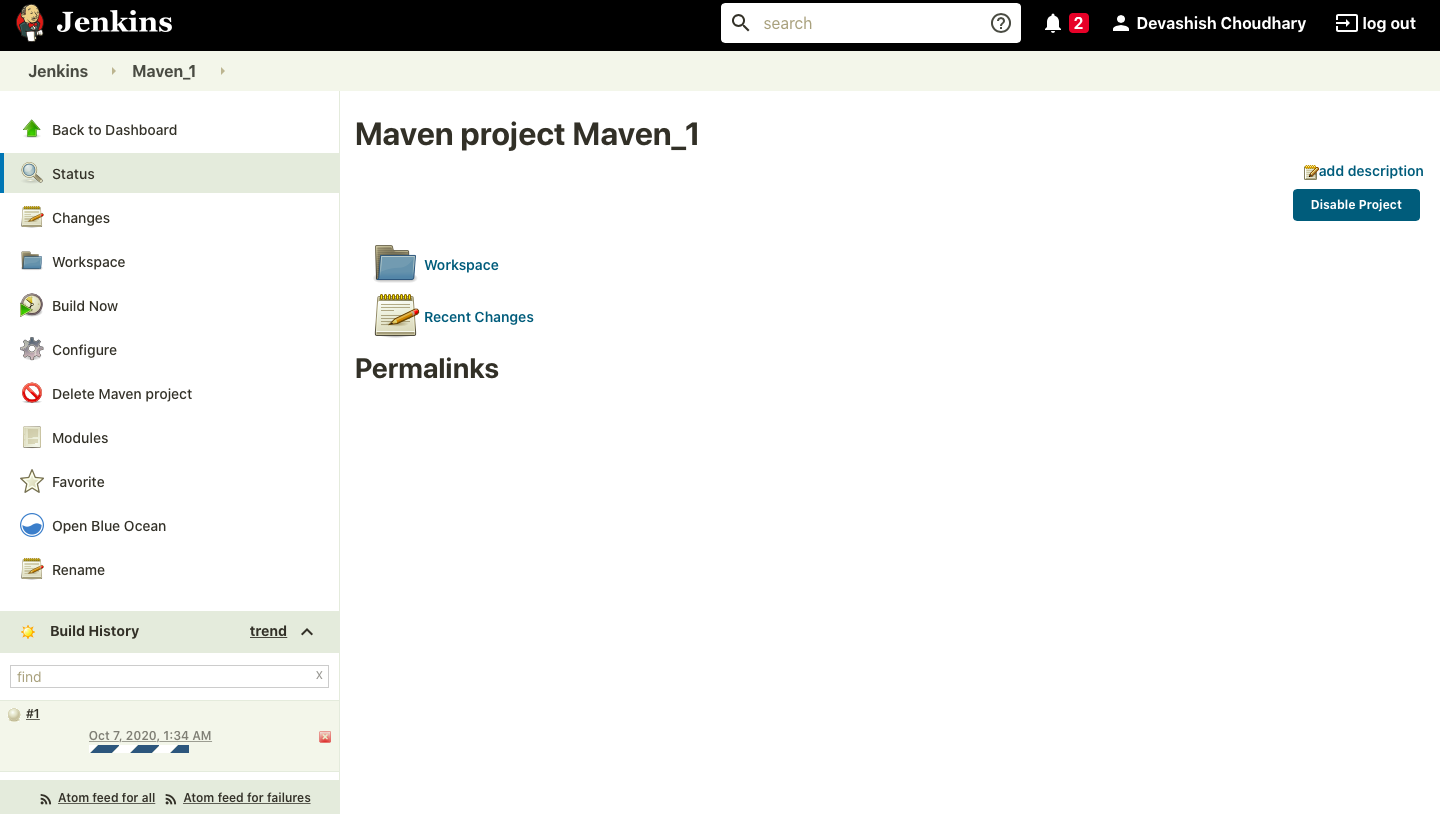 Jenkins
search
2
Devashish Choudhary
log out
Jenkins
Maven_1
Back to Dashboard
Status
Changes
Workspace
Build Now
Configure
Delete Maven project
Modules
Favorite
Open Blue Ocean
Rename
Build History
trend
find
X
#1
Oct 7, 2020, 1:34 AM
Atom feed for all
Atom feed for failures
Maven project Maven_1
add description
Disable Project
Workspace
Recent Changes
Permalinks